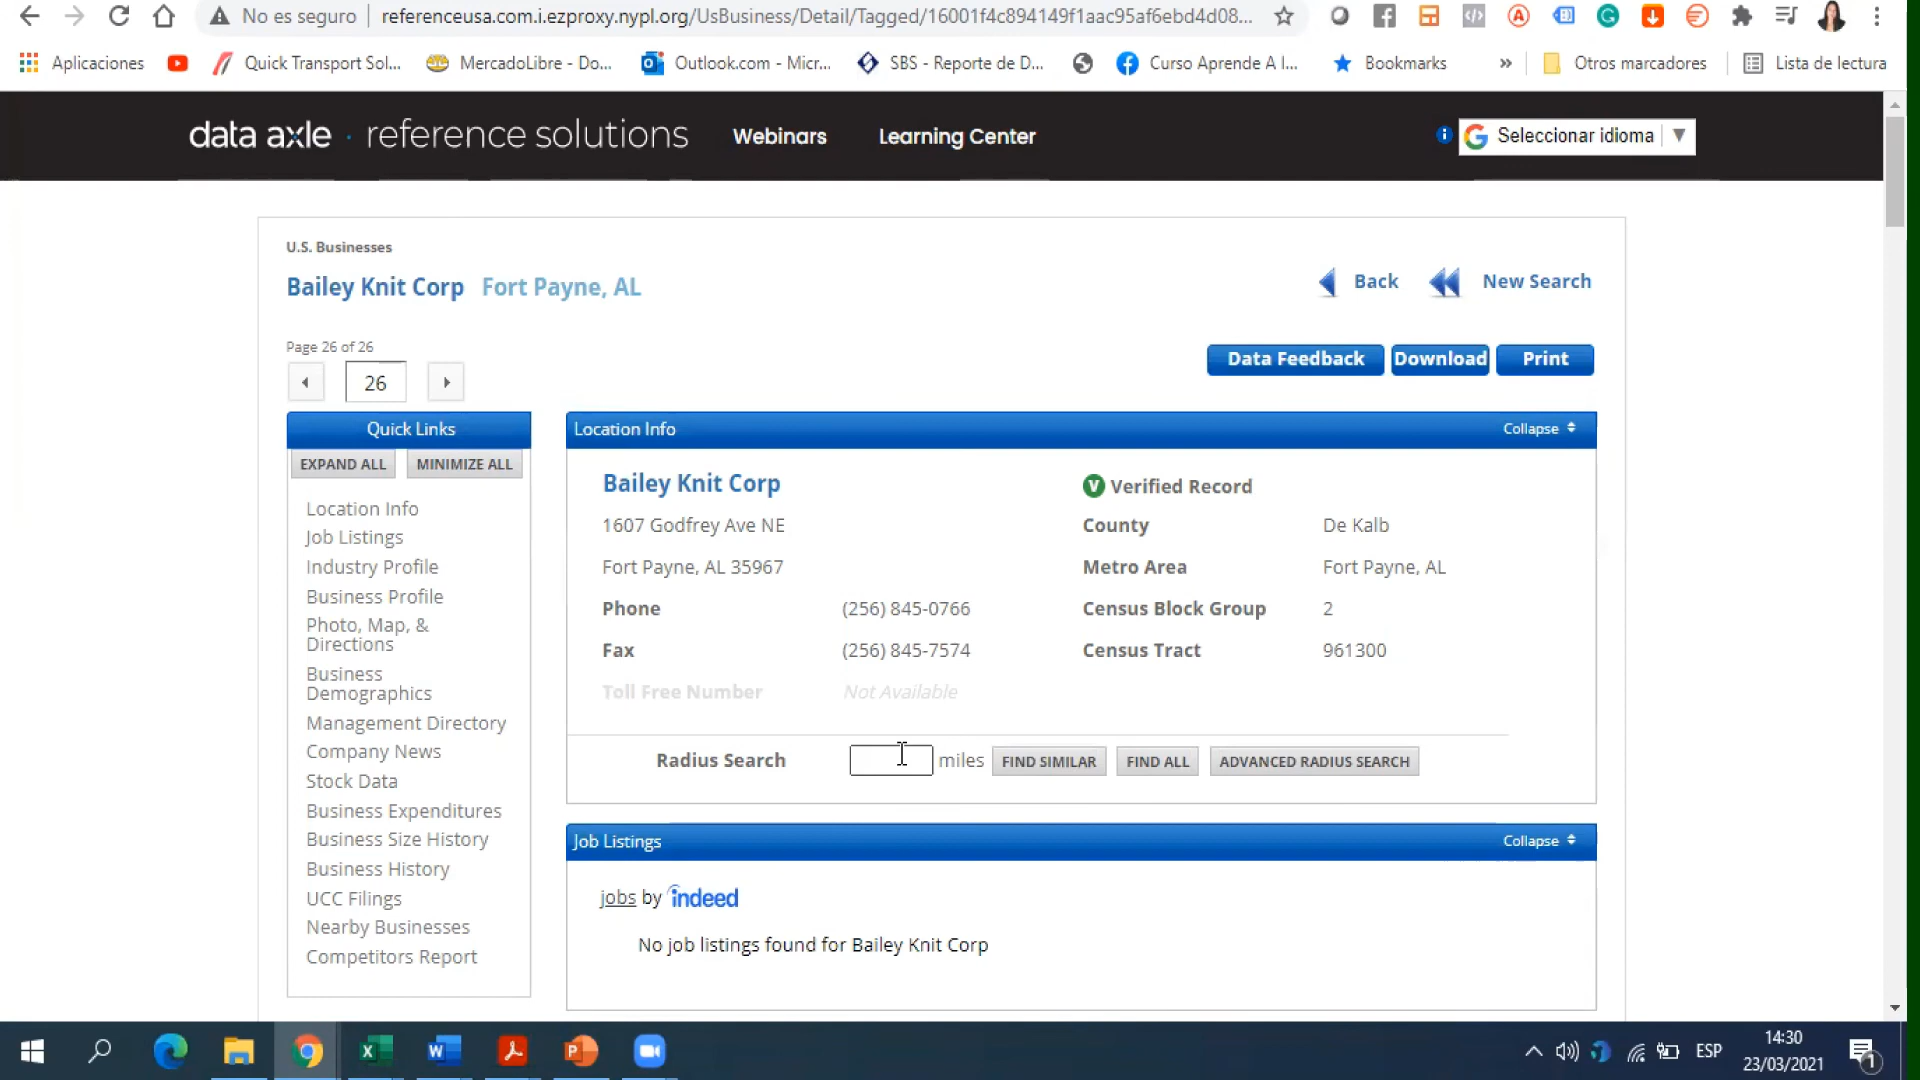 No es seguro
referenceusa.com.i.ezproxy.nypl.org/UsBusiness/Detail/Tagged/16001f4c894149f1aac95af6ebd4d08...
Aplicaciones
Quick Transport Sol...
MercadoLibre - Do...
Outlook.com - Micr...
SBS - Reporte de D...
Curso Aprende A I...
Bookmarks
»
Otros marcadores
Lista de lectura
data axle · reference solutions
Webinars
Learning Center
Seleccionar idioma
U.S. Businesses
Bailey Knit Corp Fort Payne, AL
Back
New Search
Page 26 of 26
26
Data Feedback
Download
Print
Quick Links
EXPAND ALL
MINIMIZE ALL
Location Info
Job Listings
Industry Profile
Business Profile
Photo, Map, &
Directions
Business
Demographics
Management Directory
Company News
Stock Data
Business Expenditures
Business Size History
Business History
UCC Filings
Nearby Businesses
Competitors Report
Location Info
Collapse
Bailey Knit Corp
Verified Record
1607 Godfrey Ave NE
County De Kalb
Fort Payne, AL 35967
Metro Area Fort Payne, AL
Phone (256) 845-0766
Census Block Group 2
Fax (256) 845-7574
Census Tract 961300
Toll Free Number Not Available
Radius Search miles
FIND SIMILAR
FIND ALL
ADVANCED RADIUS SEARCH
Job Listings
Collapse
jobs by indeed
No job listings found for Bailey Knit Corp
ESP
14:30
23/03/2021
1